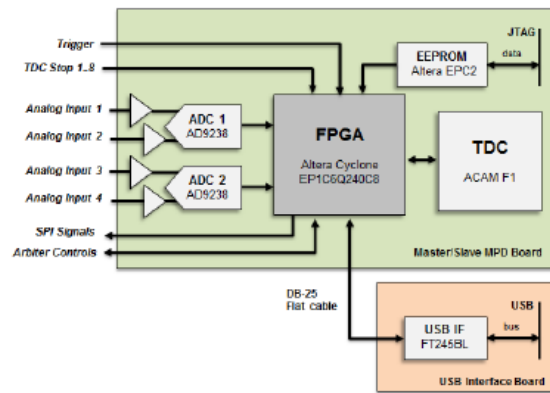 Trigger
TDC Stop 1..8
Analog Input 1
Analog Input 2
Analog Input 3
Analog Input 4
SPI Signals
Arbiter Controls
ADC 1
AD9238
ADC 2
AD9238
FPGA
Altera Cyclone
EP1C6Q240C8
EEPROM
Altera EPC2
JTAG
data
TDC
ACAM F1
Master/Slave MPD Board
DB-25
Flat cable
USB IF
FT245BL
USB
bus
USB Interface Board